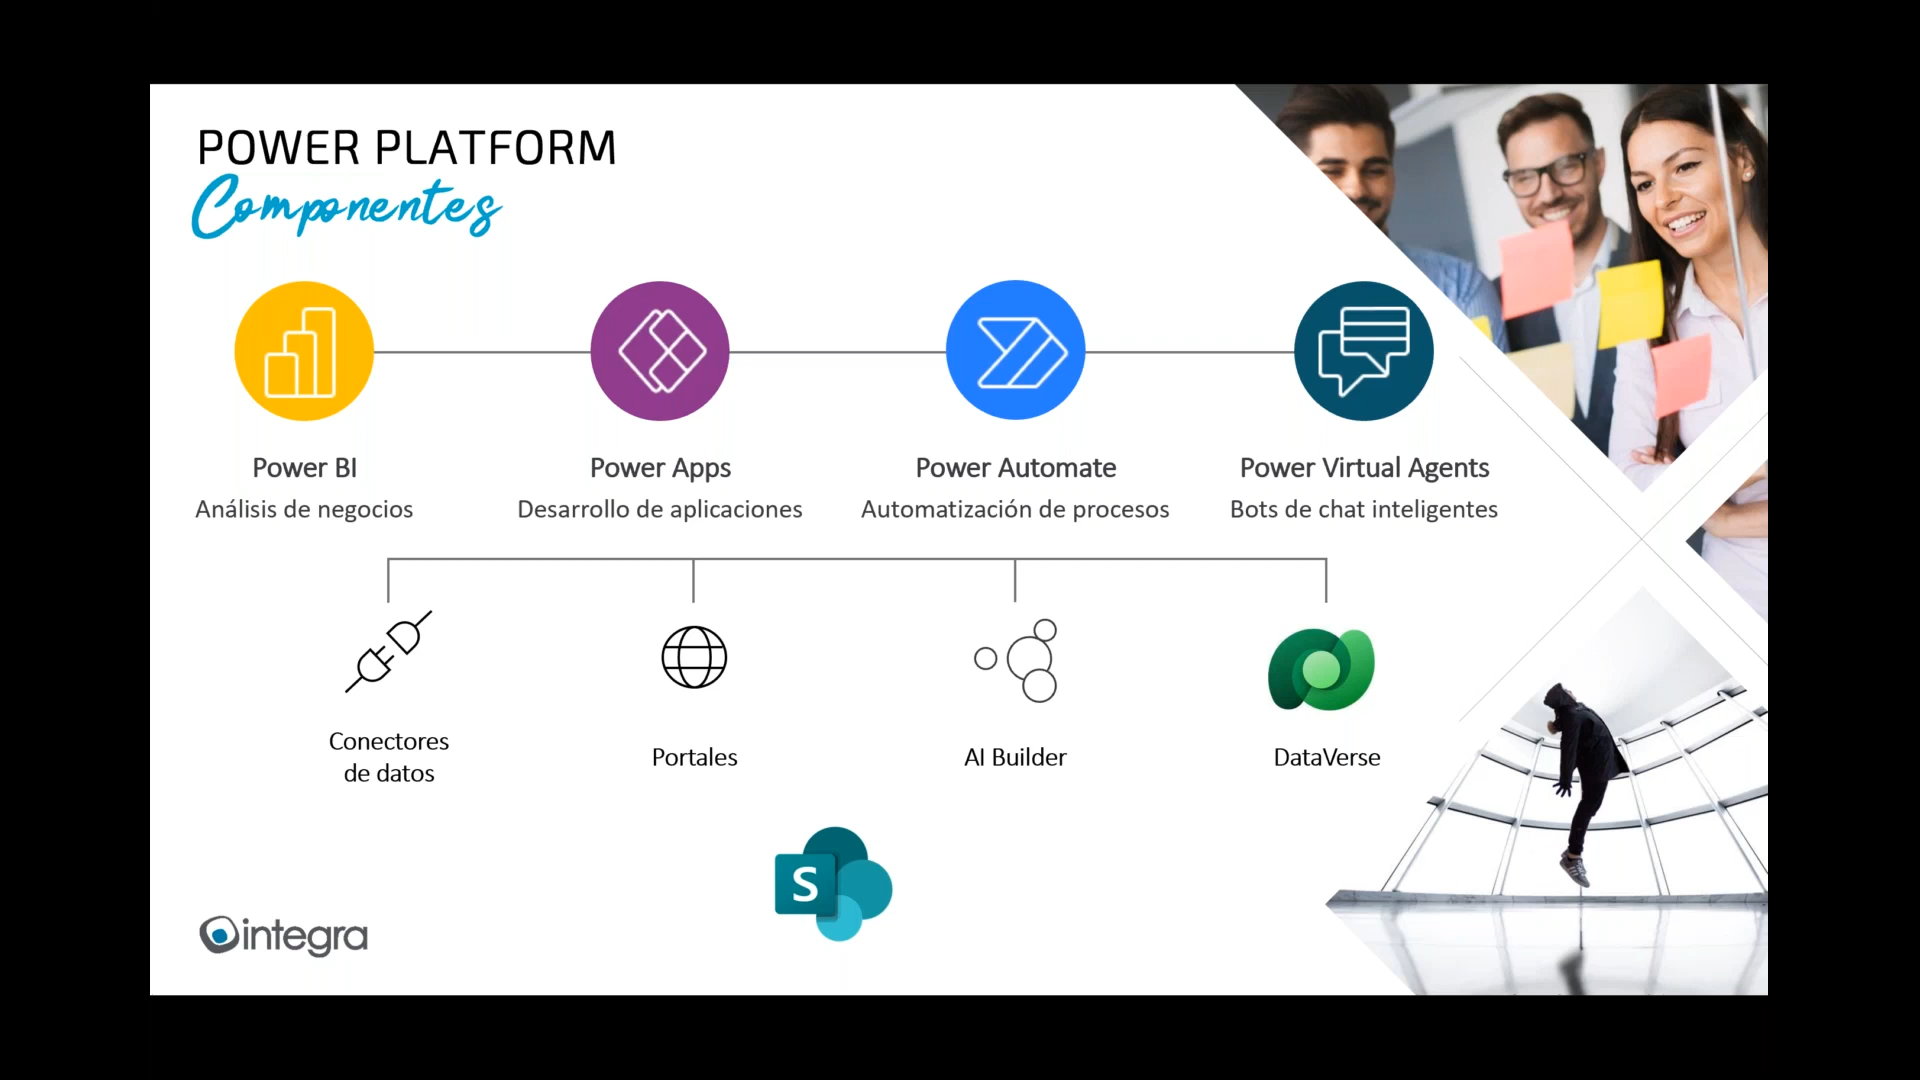 POWER PLATFORM
Componentes
Power BI
Análisis de negocios
Power Apps
Desarrollo de aplicaciones
Power Automate
Automatización de procesos
Power Virtual Agents
Bots de chat inteligentes
Conectores
de datos
Portales
AI Builder
DataVerse
S
integra